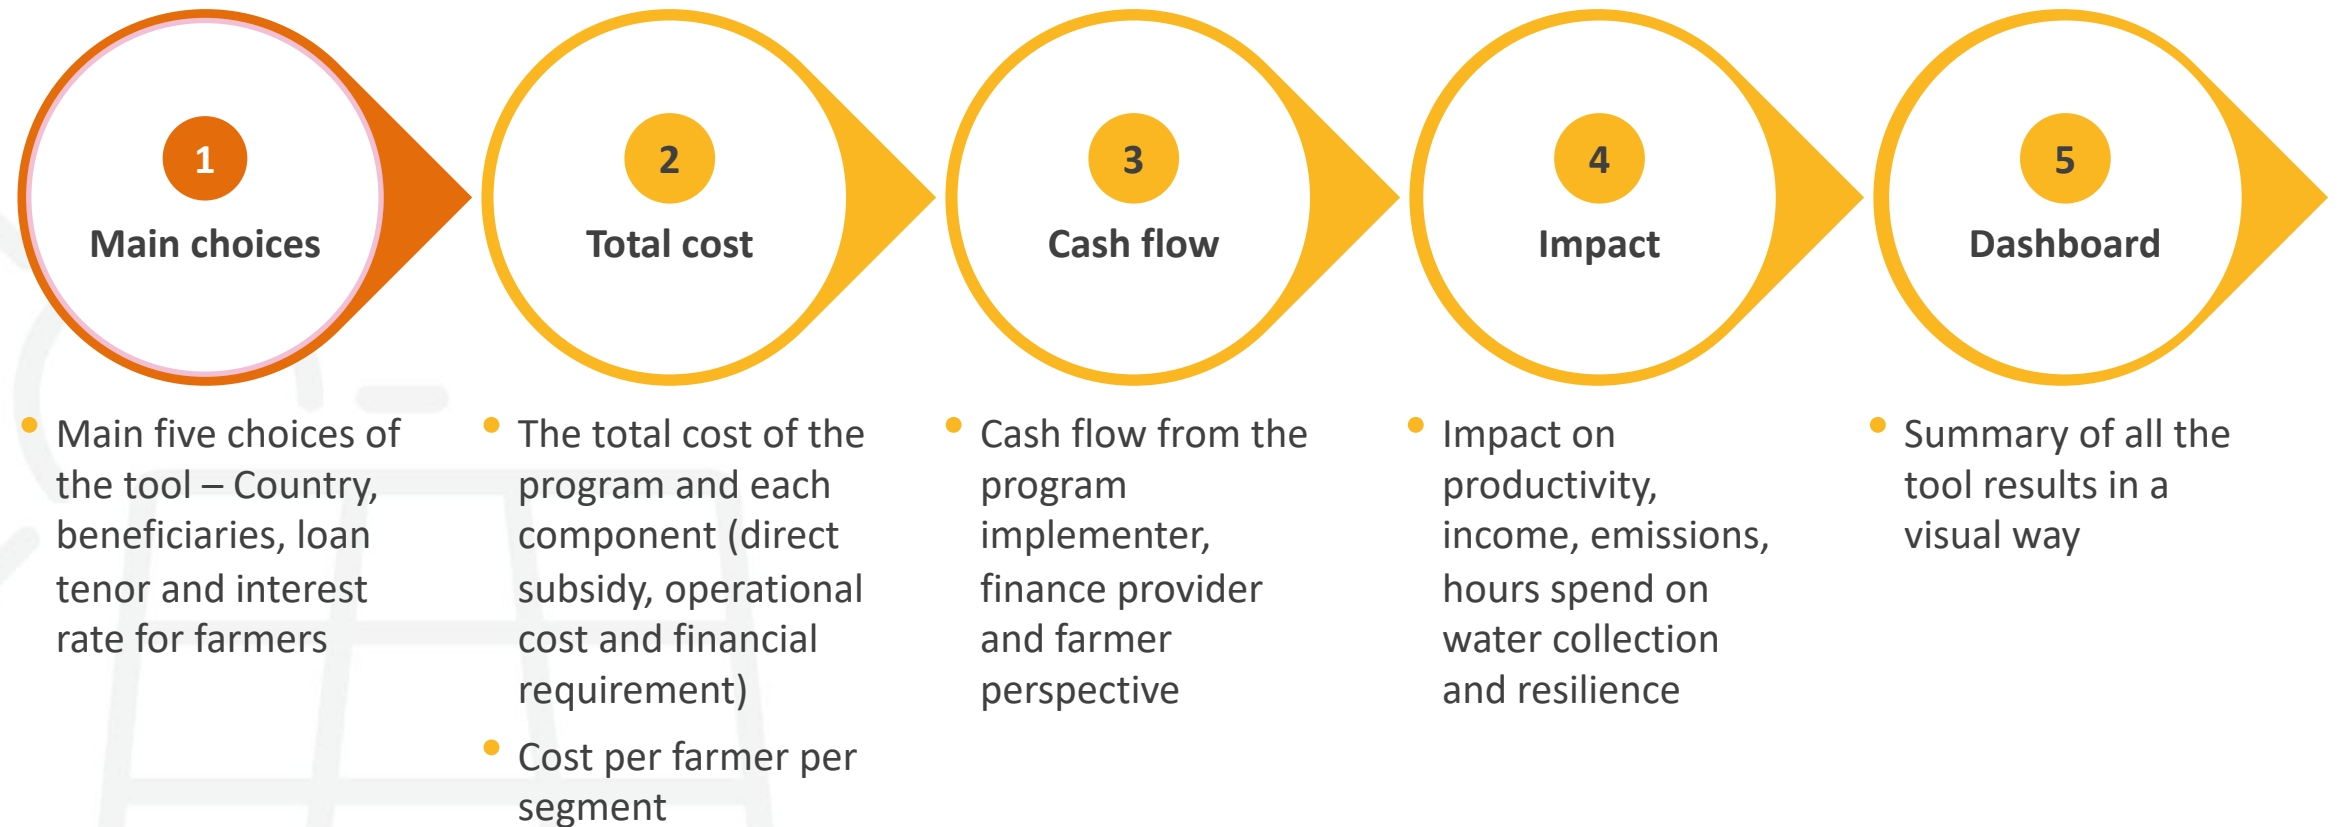 1
Main choices
• Main five choices of
the tool – Country,
beneficiaries, loan
tenor and interest
rate for farmers
2
Total cost
• The total cost of the
program and each
component (direct
subsidy, operational
cost and financial
requirement)
• Cost per farmer per
segment
3
Cash flow
• Cash flow from the
program
implementer,
finance provider
and farmer
perspective
4
Impact
• Impact on
productivity,
income, emissions,
hours spend on
water collection
and resilience
5
Dashboard
• Summary of all the
tool results in a
visual way